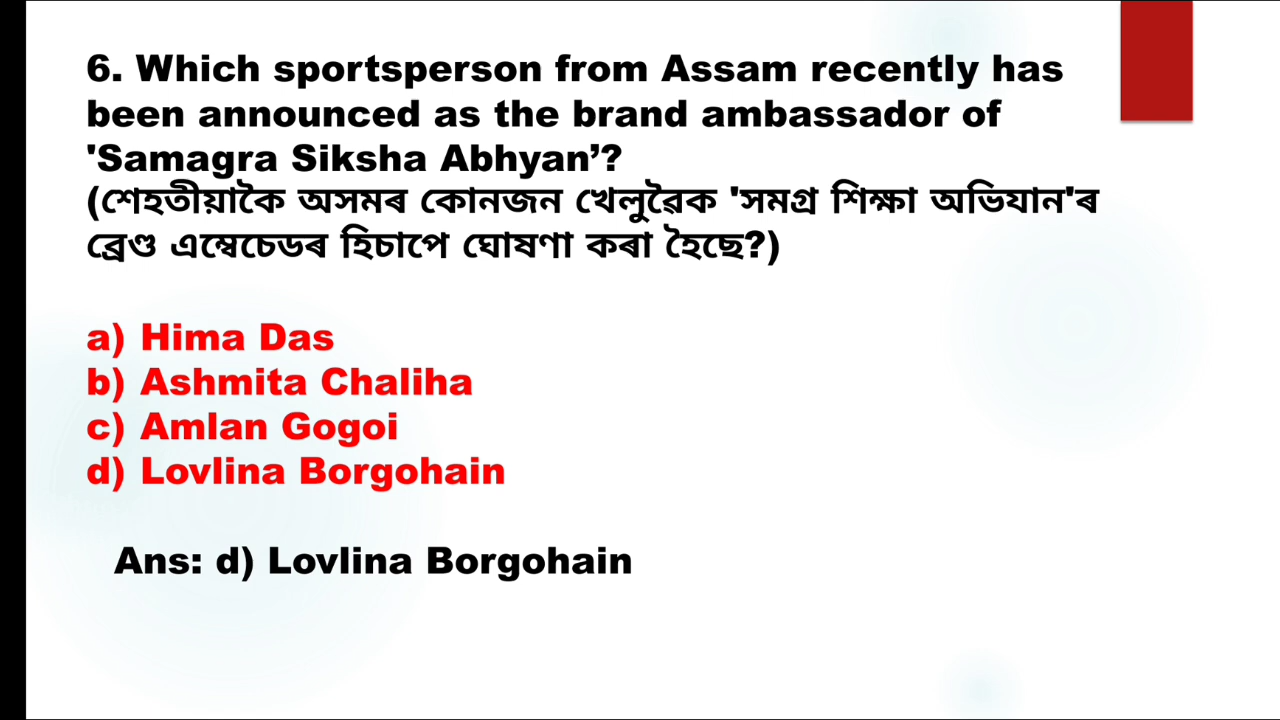 6. Which sportsperson from Assam recently has
been announced as the brand ambassador of
'Samagra Siksha Abhyan’?
(শেহতীয়াকৈ অসমৰ কোনজন খেলুৱৈক 'সমগ্ৰ শিক্ষা অভিযান'ৰ
ব্ৰেণ্ড এম্বেচেডৰ হিচাপে ঘোষণা কৰা হৈছে?)
a) Hima Das
b) Ashmita Chaliha
c) Amlan Gogoi
d) Lovlina Borgohain
Ans: d) Lovlina Borgohain